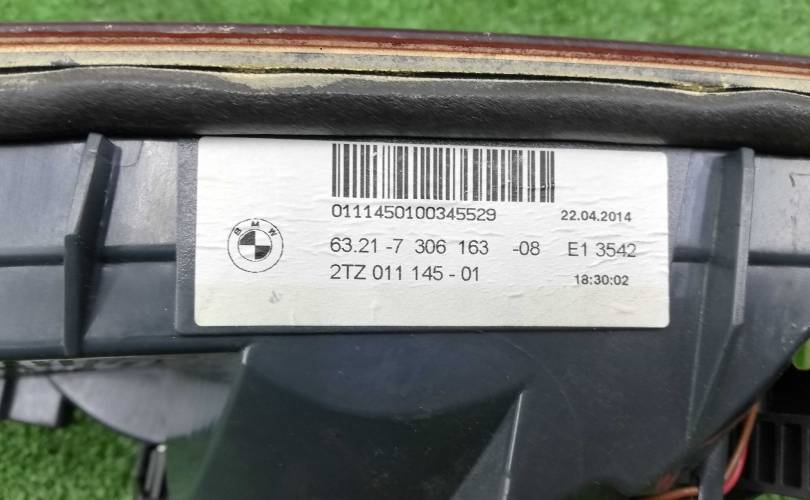 0111450100345529 22.04.2014
BMW
63.21 -7 306 163 -08 E1 3542
2TZ 011 145 - 01 18:30:02